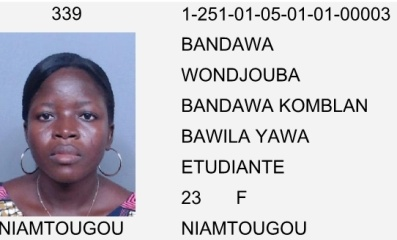 339
1-251-01-05-01-01-00003
BANDAWA
WONDJOUBA
BANDAWA KOMBLAN
BAWILA YAWA
ETUDIANTE
23 F
NIAMTOUGOU
NIAMTOUGOU